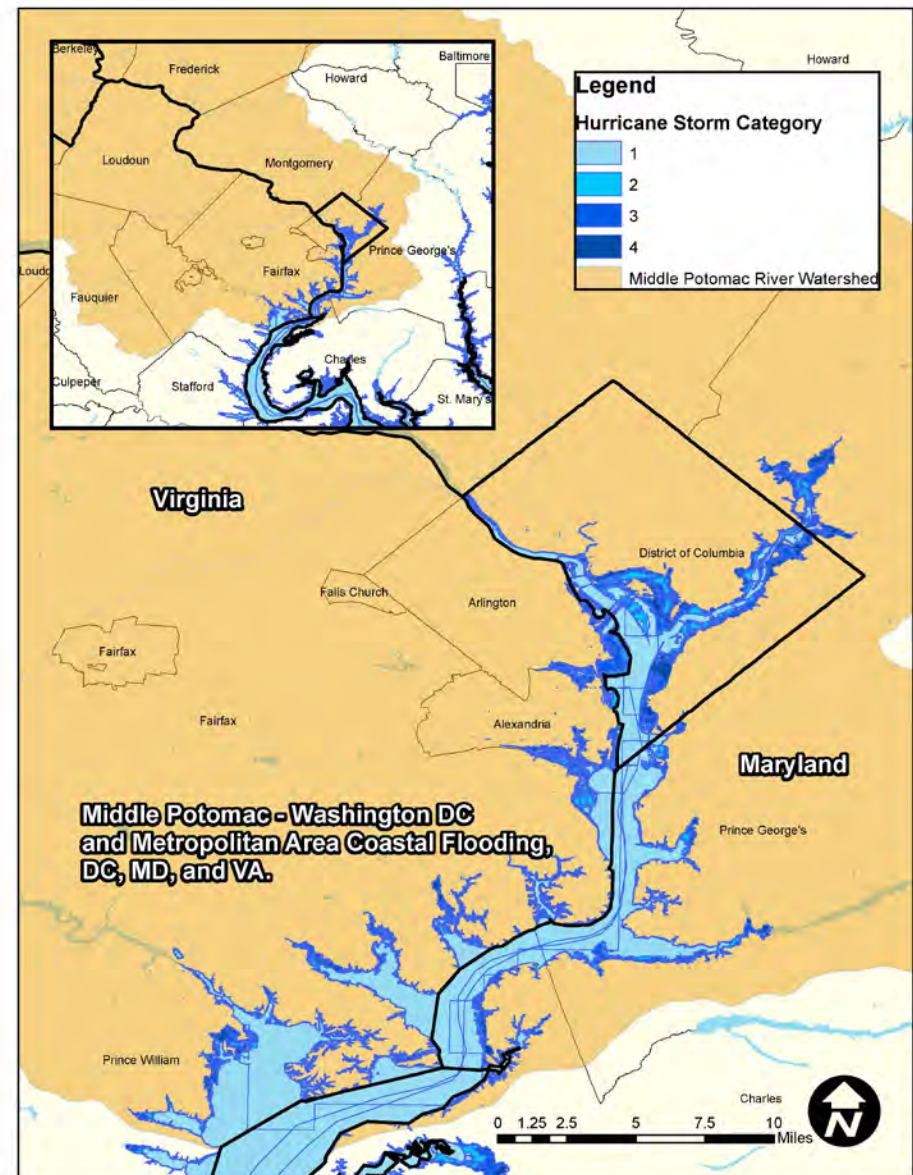 Berkeley
Frederick
Howard
Baltimore
Loudoun
Montgomery
Prince George's
Fairfax
Fauquier
Charles
Culpeper
Stafford
St. Mary's
Howard
Legend
Hurricane Storm Category
1
2
3
4
Middle Potomac River Watershed
Loud
Virginia
District of Columbia
Falls Church
Arlington
Fairfax
Fairfax
Alexandria
Maryland
Middle Potomac - Washington DC
and Metropolitan Area Coastal Flooding,
DC, MD, and VA.
Prince George's
Prince William
Charles
0 1.25 2.5 5 7.5 10
Miles
N